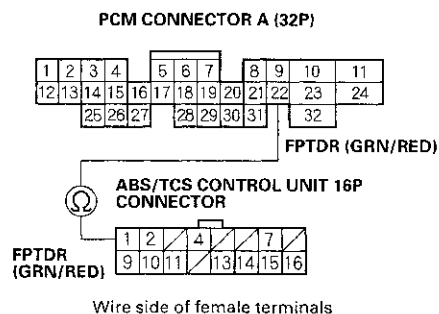 PCM CONNECTOR A (32P)
1 2 3 4 5 6 7 8 9 10 11
12 13 14 15 16 17 18 19 20 21 22 23 24
25 26 27 28 29 30 31 32
FPTDR (GRN/RED)
Ω
ABS/TCS CONTROL UNIT 16P
CONNECTOR
1 2 4 7
FPTDR
(GRN/RED)
9 10 11 13 14 15 16
Wire side of female terminals